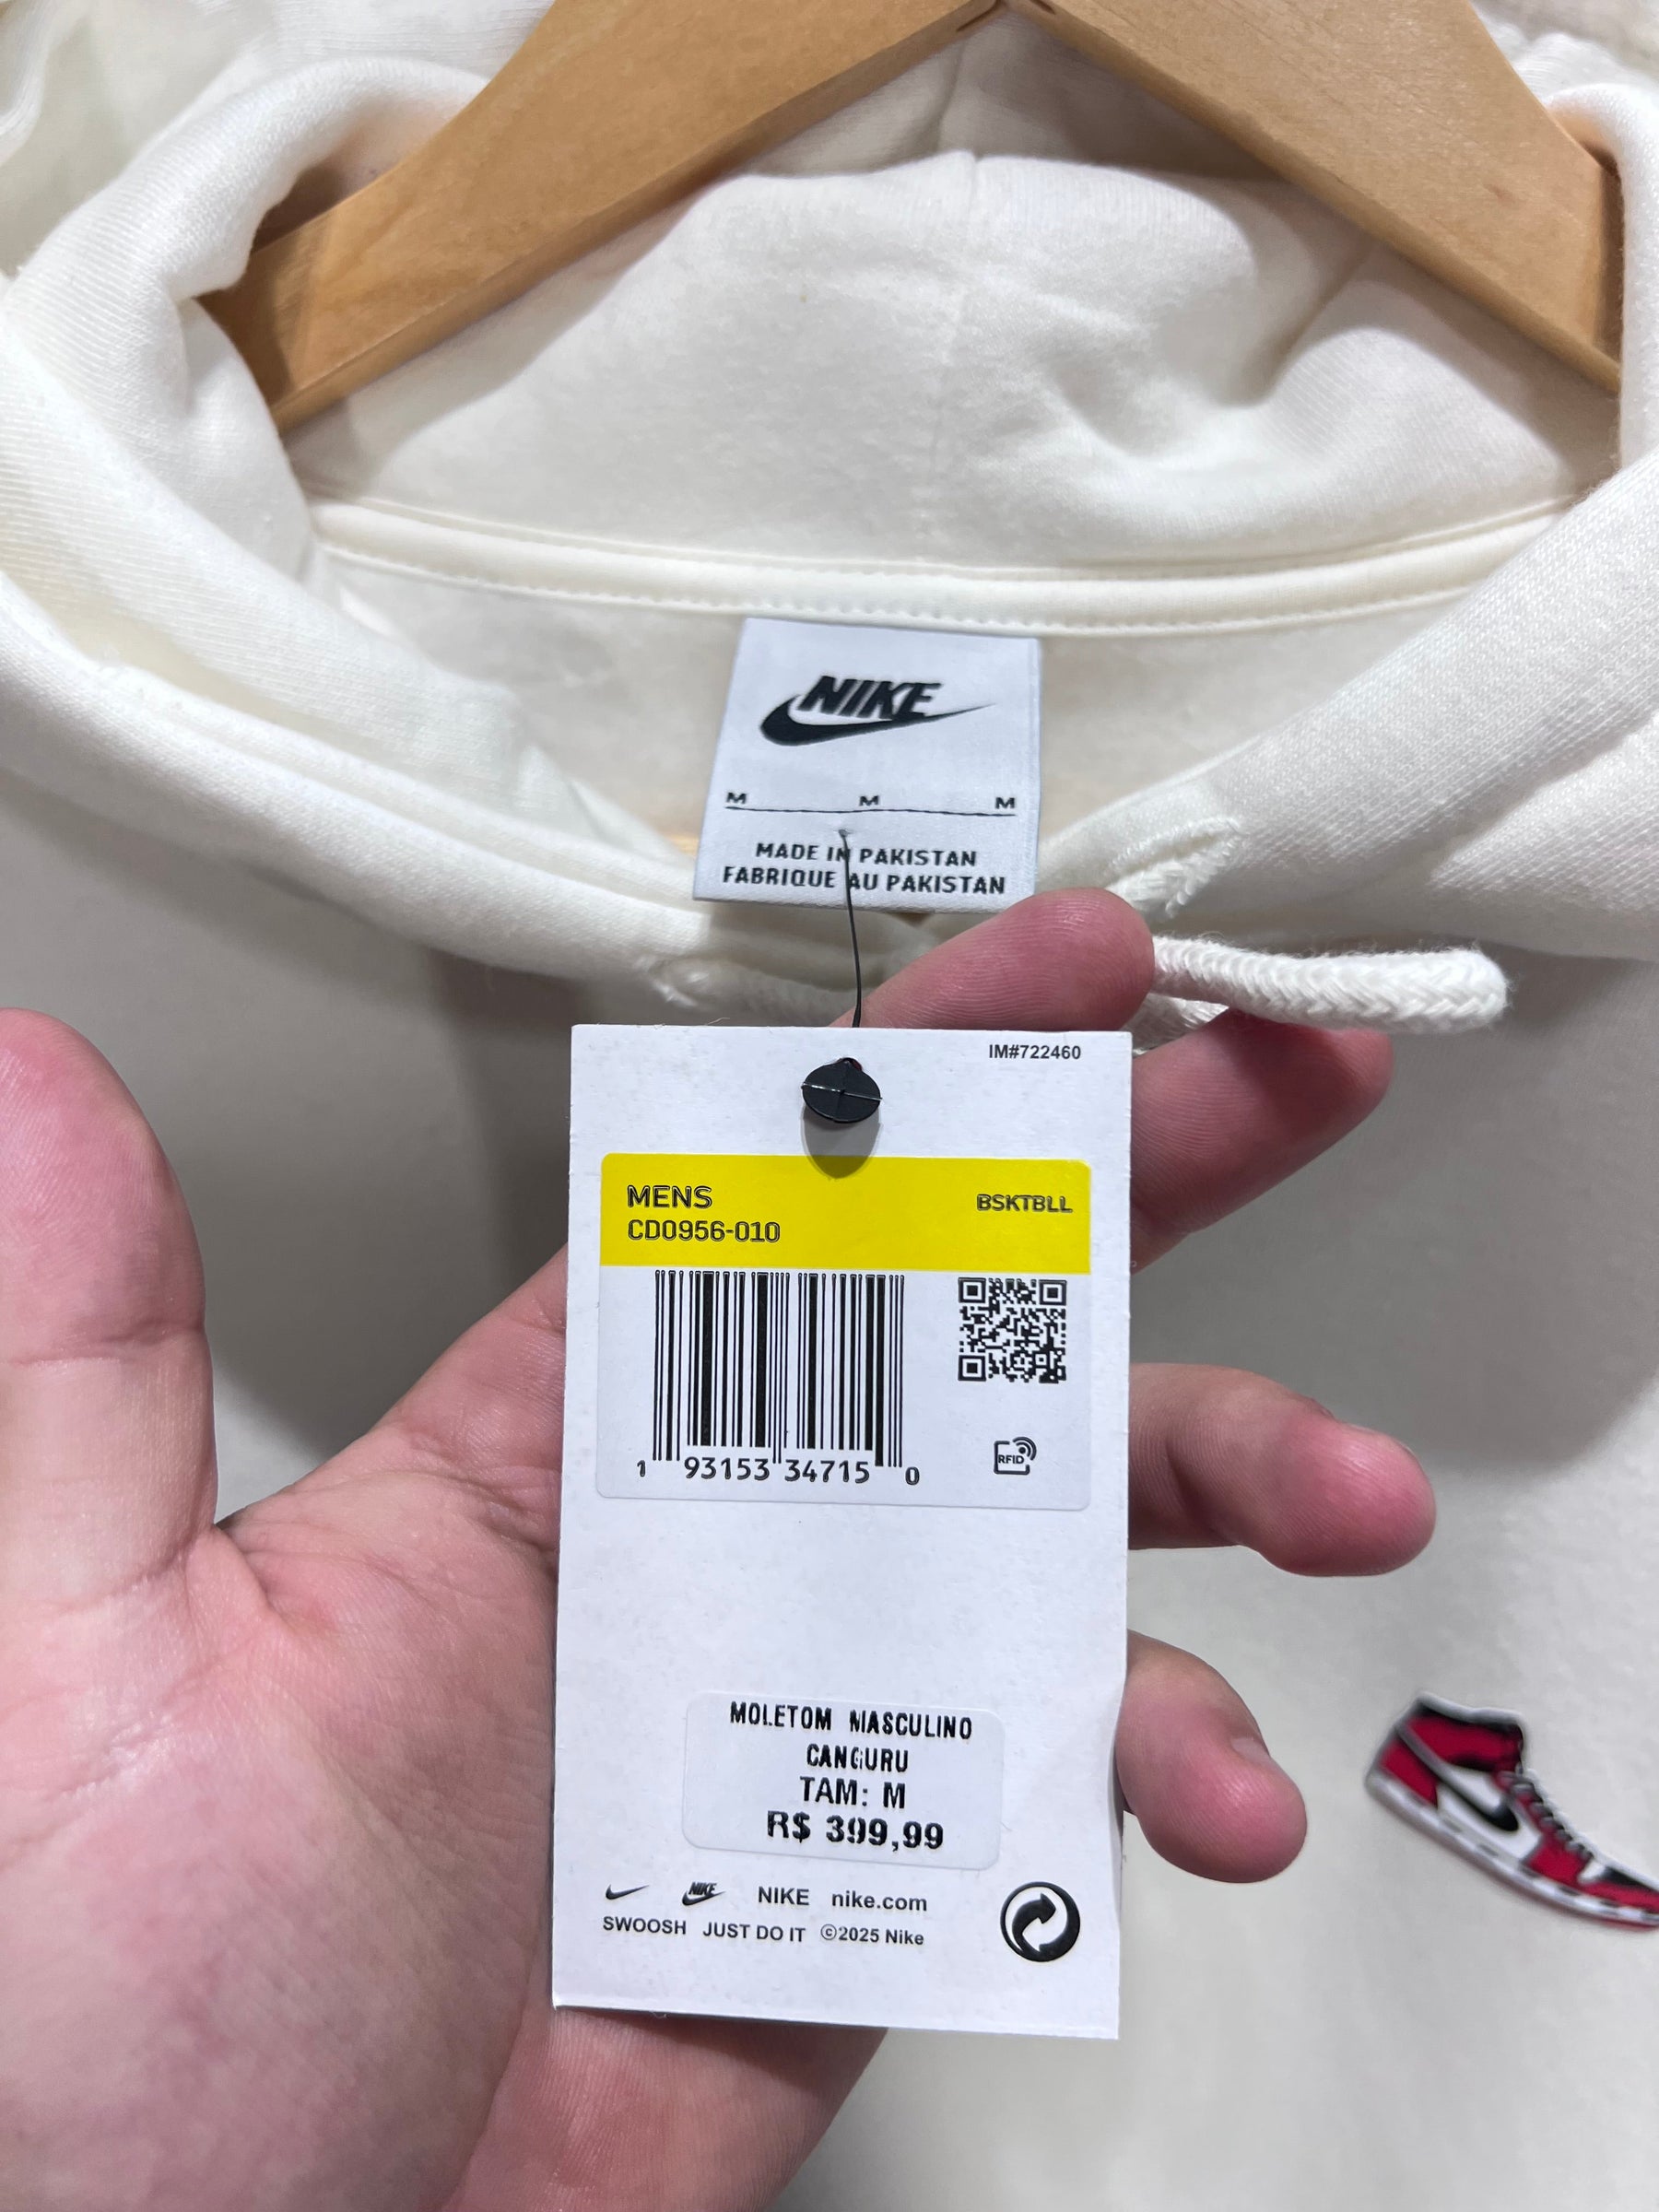 NIKE
M M M
MADE IN PAKISTAN
FABRIQUE AU PAKISTAN
IM#722460
MENS BSKTBLL
CD0956-010
RFID
1 93153 34715 0
MOLETOM MASCULINO
CANGURU
TAM: M
R$ 399,99
NIKE NIKE nike.com
SWOOSH JUST DO IT ©2025 Nike